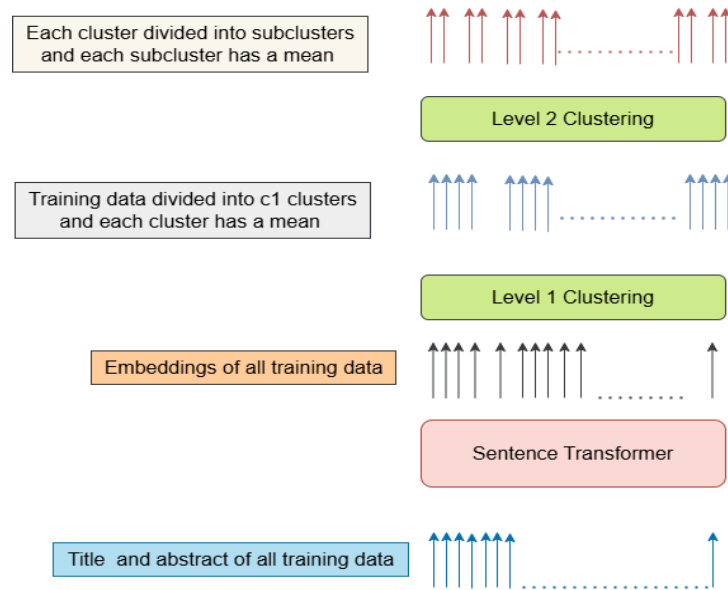 Each cluster divided into subclusters
and each subcluster has a mean
Level 2 Clustering
Training data divided into c1 clusters
and each cluster has a mean
Level 1 Clustering
Embeddings of all training data
Sentence Transformer
Title and abstract of all training data